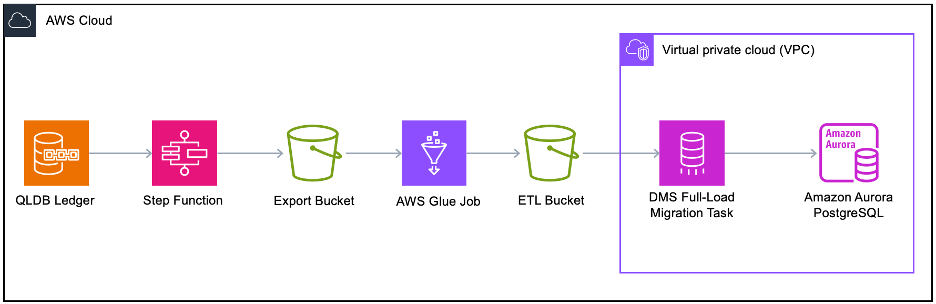 AWS Cloud
Virtual private cloud (VPC)
QLDB Ledger
Step Function
Export Bucket
AWS Glue Job
ETL Bucket
DMS Full-Load
Migration Task
Amazon
Aurora
Amazon Aurora
PostgreSQL